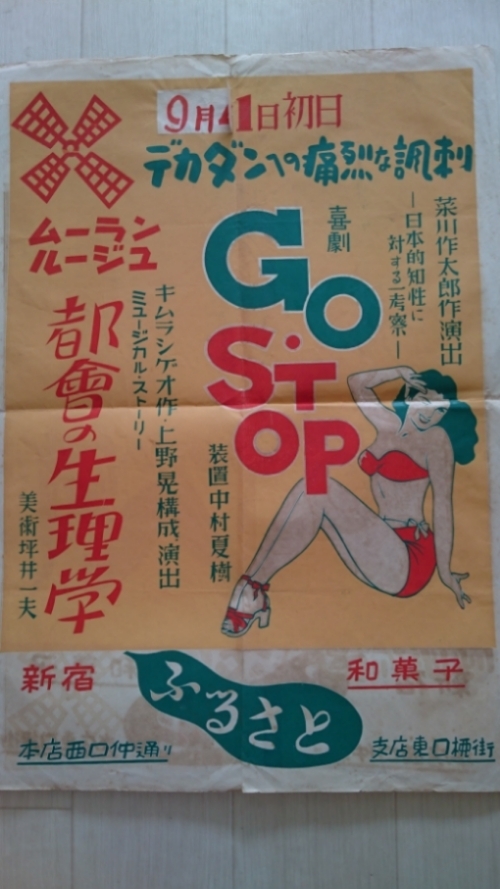 9月1日初日
デカダンへの痛烈な諷刺
菜川作太郎作演出
―日本的知性に
対する一考察―
喜劇
GO
S・T
OP
装置中村夏樹
ムーラン
ルージュ
キムラシゲオ作・上野晃構成、演出
ミュージカル・ストーリー
都會の生理学
美術坪井一夫
新宿
ふるさと
和菓子
本店西口仲通り
支店東口横街